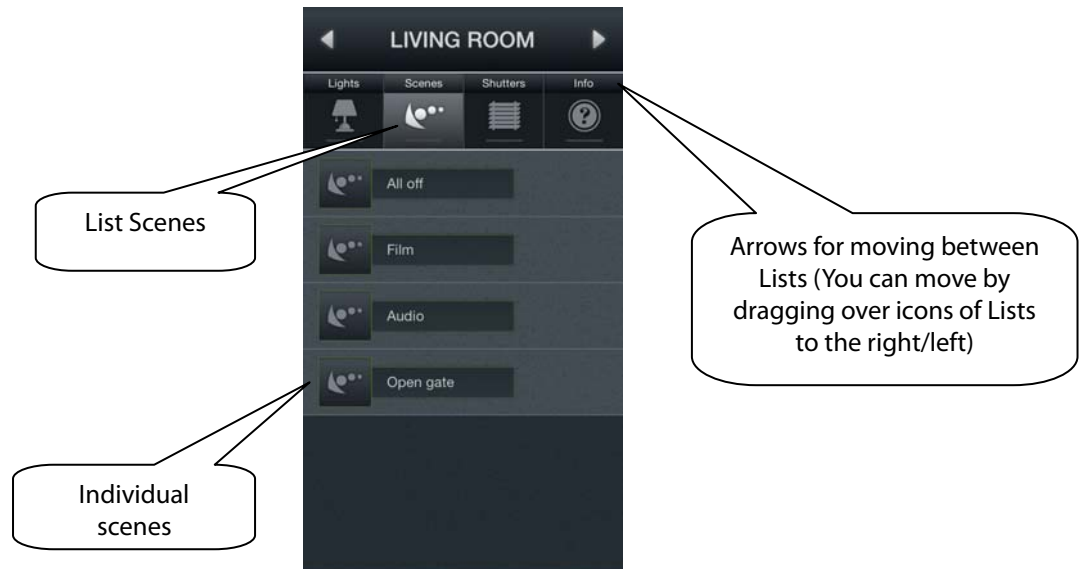 LIVING ROOM
Lights Scenes Shutters Info
All off
Film
Audio
Open gate
List Scenes
Individual
scenes
Arrows for moving between
Lists (You can move by
dragging over icons of Lists
to the right/left)